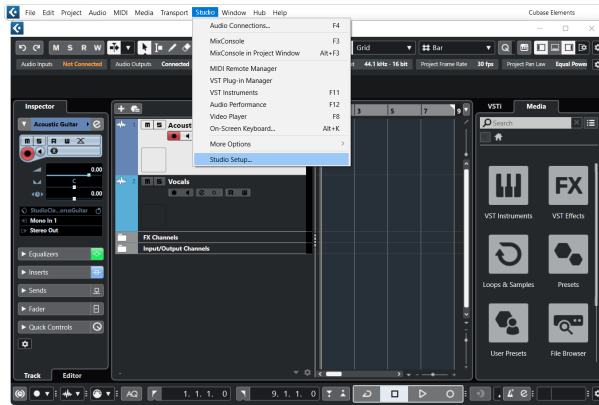 File Edit Project Audio MIDI Media Transport Studio Window Hub Help Cubase Elements
M S R W Grid Bar Q
Audio Inputs Not Connected Audio Outputs Connected 44.1 kHz - 16 bit Project Frame Rate 30 fps Project Pan Law Equal Power
Audio Connections... F4
MixConsole F3
MixConsole in Project Window Alt+F3
MIDI Remote Manager
VST Plug-in Manager
VST Instruments F11
Audio Performance F12
Video Player F8
On-Screen Keyboard... Alt+K
More Options
Studio Setup...
Inspector
Acoustic Guitar
M S R W
C 0.00
0.00
Mono In 1
Stereo Out
Equalizers
Inserts
Sends
Fader
Quick Controls
Track Editor
1 M S Acoust
2 M S Vocals
R W
FX Channels
Input/Output Channels
3 5 7 9
VSTi Media
Search
VST Instruments VST Effects
FX
Loops & Samples Presets
User Presets File Browser
AQ 1. 1. 1. 0 9. 1. 1. 0